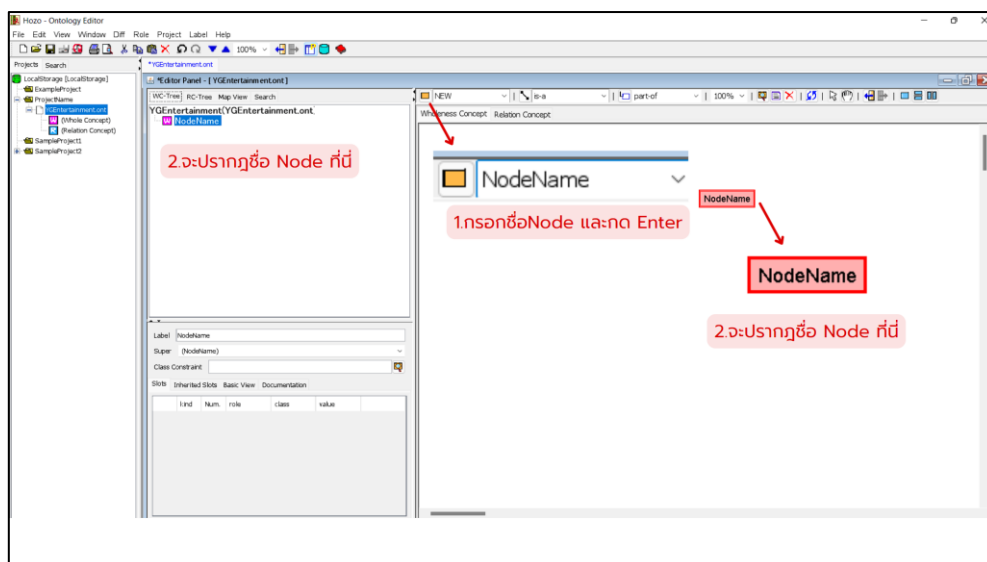 Hozo - Ontology Editor
File Edit View Window Diff Role Project Label Help
100%
Projects Search
*YGEntertainment.ont
LocalStorage [LocalStorage]
ExampleProject
ProjectName
YGEntertainment.ont
(Whole Concept)
(Relation Concept)
SampleProject1
SampleProject2
*Editor Panel - [ YGEntertainment.ont ]
WC-Tree RC-Tree Map View Search
YGEntertainment(YGEntertainment.ont
W NodeName
2.จะปรากฎชื่อ Node ที่นี่
NEW is-a part-of 100%
Wholeness Concept Relation Concept
NodeName
1.กรอกชื่อNode และกด Enter
NodeName
NodeName
2.จะปรากฎชื่อ Node ที่นี่
Label NodeName
Super (NodeName)
Class Constraint
Slots Inherited Slots Basic View Documentation
kind Num. role class value